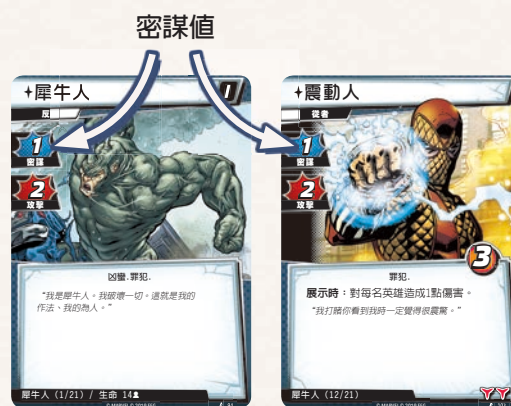 密謀值
犀牛人
I
反
1
密謀
2
攻擊
凶蠻.罪犯.
“我是犀牛人。我破壞一切。這就是我的
作法、我的為人。”
犀牛人 (1/21) / 生命 14
震動人
從者
1
密謀
2
攻擊
3
罪犯.
展示時：對每名英雄造成1點傷害。
“我打賭你看到我時一定覺得很震驚。”
犀牛人 (12/21)